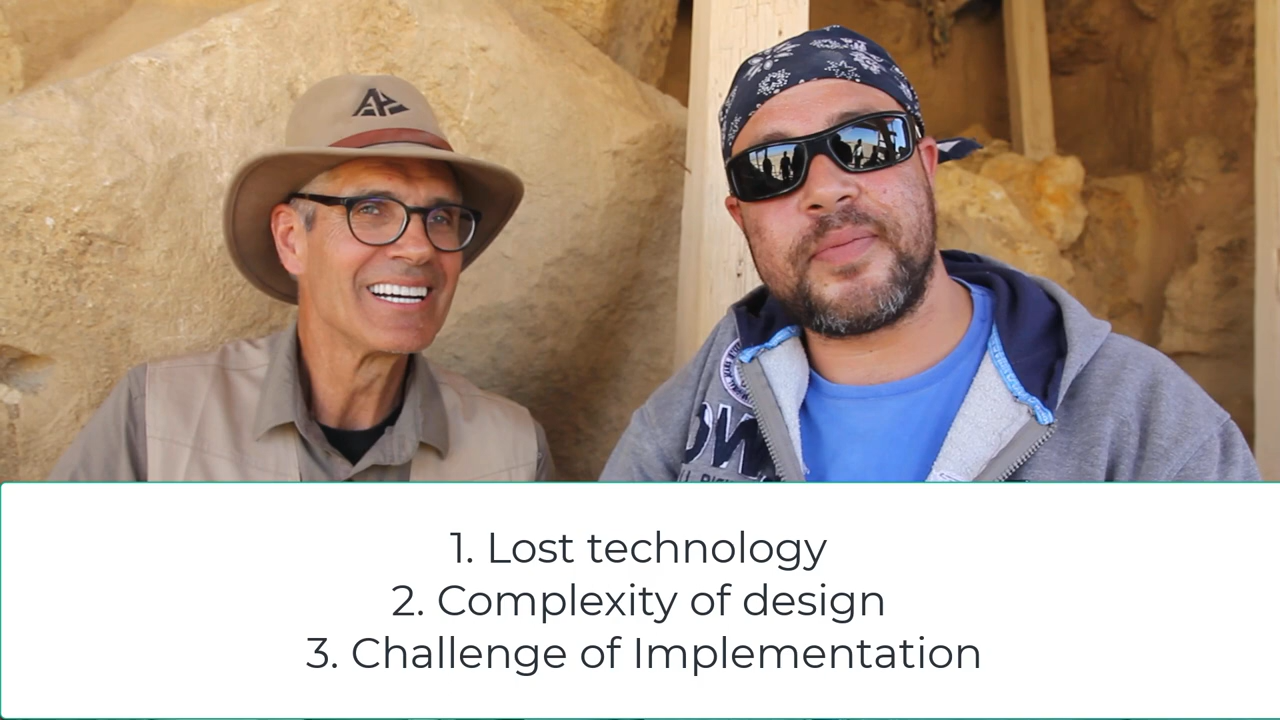 1. Lost technology
2. Complexity of design
3. Challenge of Implementation